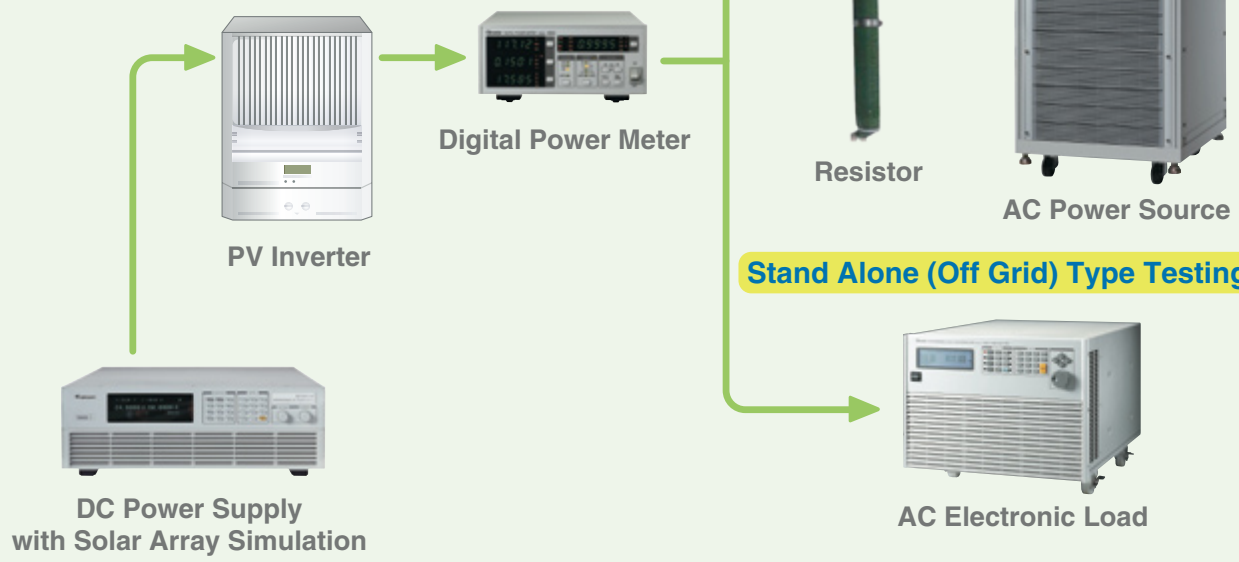 Digital Power Meter
Resistor
AC Power Source
PV Inverter
Stand Alone (Off Grid) Type Testing
DC Power Supply
with Solar Array Simulation
AC Electronic Load